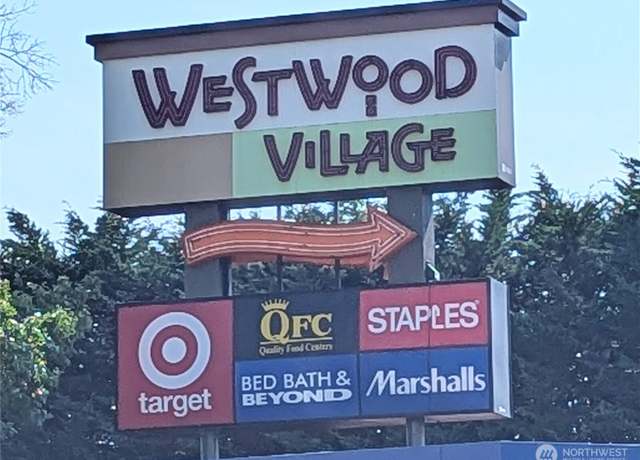 WESTWOOD
VILLAGE
target
QFC
Quality Food Centers
STAPLES
BED BATH &
BEYOND
Marshalls
NORTHWEST